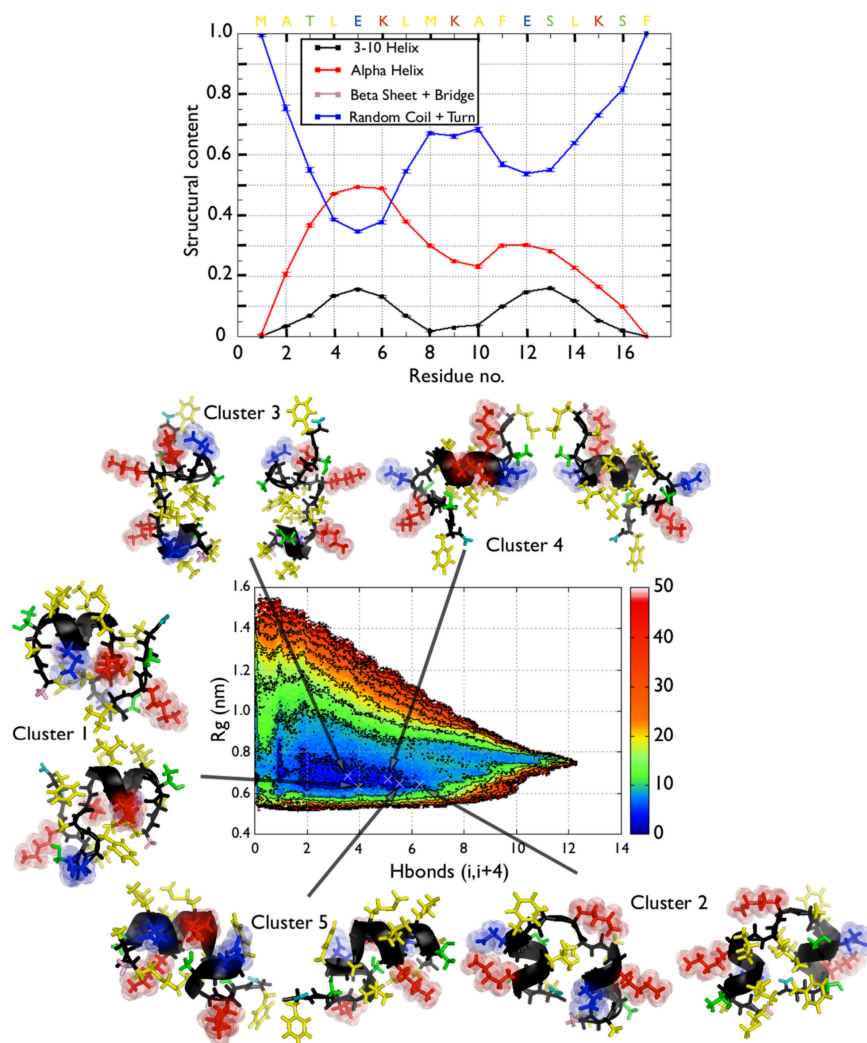 M A T L E K L M K A F E S L K S F
3-10 Helix
Alpha Helix
Beta Sheet + Bridge
Random Coil + Turn
Structural content
1.0
0.8
0.6
0.4
0.2
0
0 2 4 6 8 10 12 14 16
Residue no.
Cluster 3
Cluster 4
Cluster 1
Rg (nm)
1.6
1.4
1.2
1.0
0.8
0.6
0.4
0 2 4 6 8 10 12 14
Hbonds (i,i+4)
50
40
30
20
10
0
Cluster 5
Cluster 2